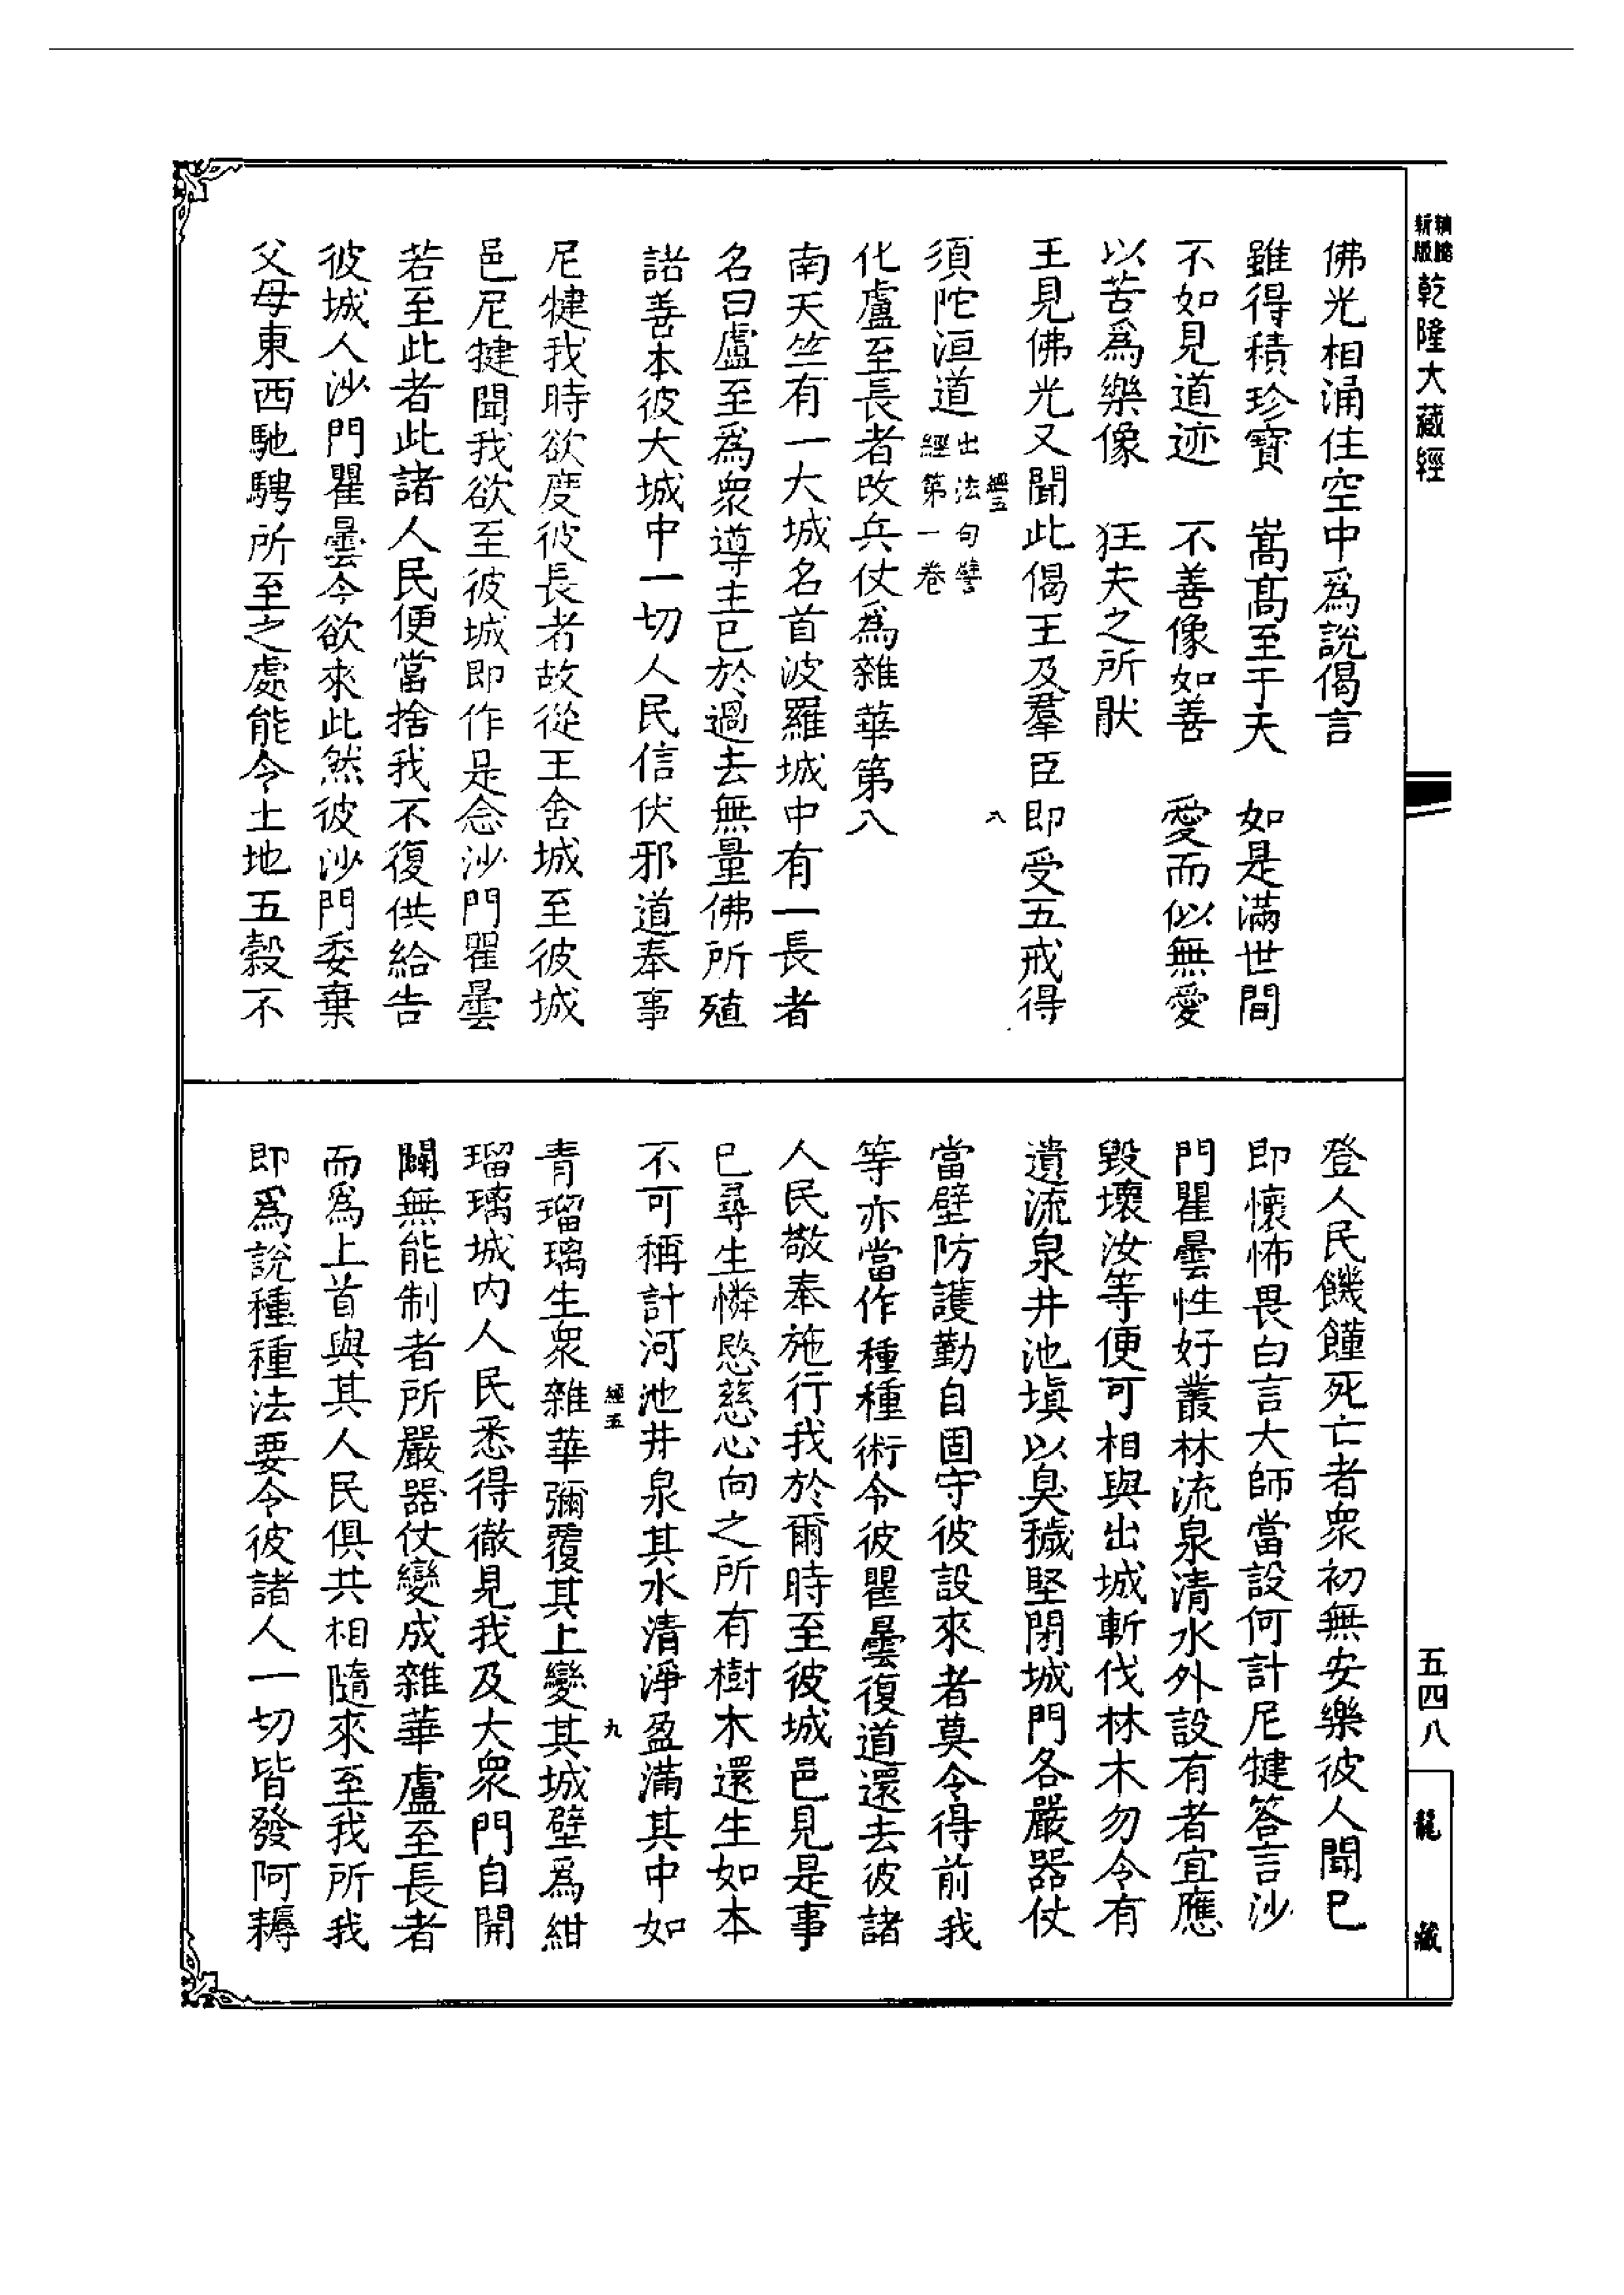 精縮新版乾隆大藏經
佛光相涌住空中爲說偈言
雖得積珍寶　嵩高至于天　如是滿世間
不如見道迹　不善像如善　愛而似無愛
以苦爲樂像　狂夫之所猒
王見佛光又聞此偈王及羣臣即受五戒得
經五　八
須陀洹道出法句譬經第一卷
化盧至長者改兵仗爲雜華第八
南天竺有一大城名首波羅城中有一長者
名曰盧至爲衆導主已於過去無量佛所殖
諸善本彼大城中一切人民信伏邪道奉事
尼犍我時欲度彼長者故從王舍城至彼城
邑尼揵聞我欲至彼城即作是念沙門瞿曇
若至此者此諸人民便當捨我不復供給告
彼城人沙門瞿曇今欲來此然彼沙門委棄
父母東西馳騁所至之處能令土地五穀不
登人民饑饉死亡者衆初無安樂彼人聞已
即懷怖畏白言大師當設何計尼犍答言沙
門瞿曇性好叢林流泉清水外設有者宜應
毀壞汝等便可相與出城斬伐林木勿令有
遺流泉井池塡以臭穢堅閉城門各嚴器仗
當壁防護勤自固守彼設來者莫令得前我
等亦當作種種術令彼瞿曇復道還去彼諸
人民敬奉施行我於爾時至彼城邑見是事
已尋生憐愍慈心向之所有樹木還生如本
不可稱計河池井泉其水清淨盈滿其中如
經五　九
青瑠璃生衆雜華彌覆其上變其城壁爲紺
瑠璃城內人民悉得徹見我及大衆門自開
闢無能制者所嚴器仗變成雜華盧至長者
而爲上首與其人民俱共相隨來至我所我
即爲說種種法要令彼諸人一切皆發阿耨
五四八
龍藏